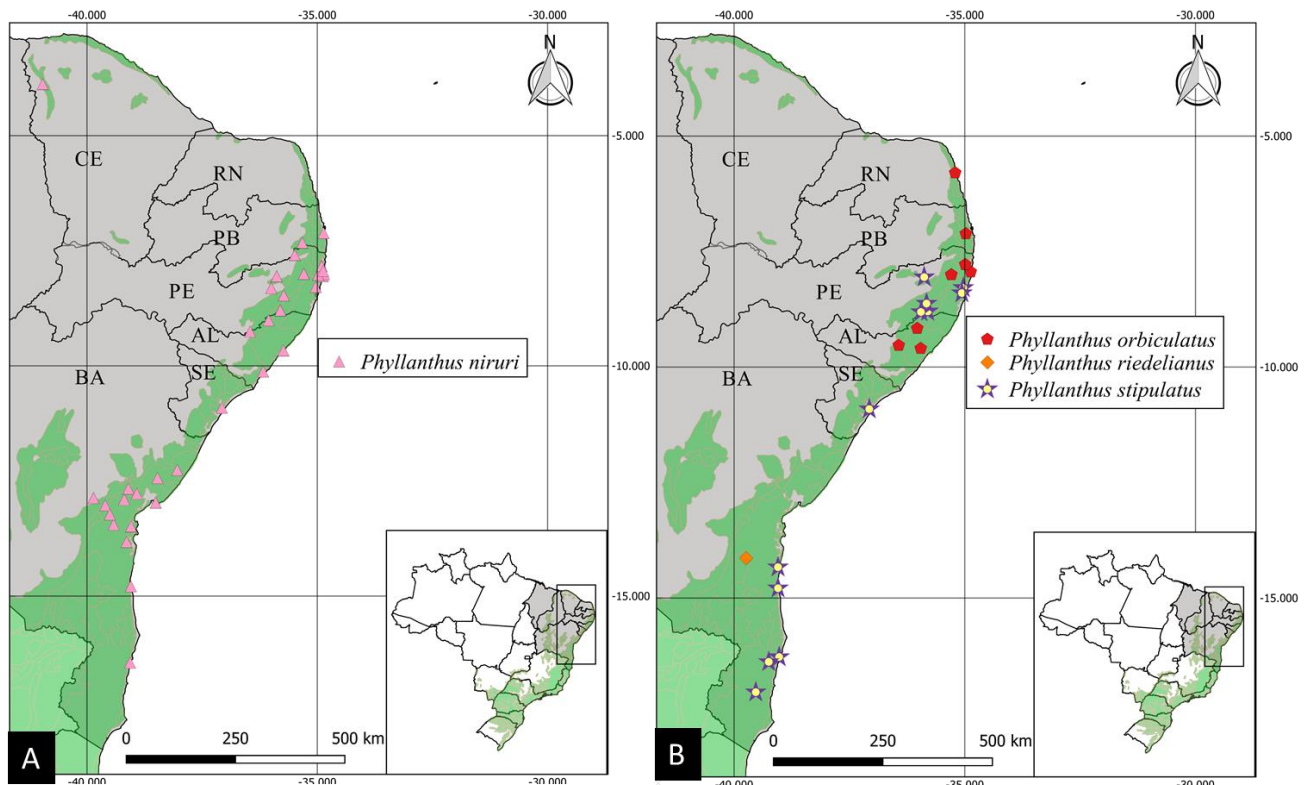 -40.000 -35.000 -30.000
N
-5.000
CE
RN
PB
PE
AL
Phyllanthus niruri
SE
BA
-10.000
-15.000
0 250 500 km
A
-40.000 -35.000 -30.000
-40.000 -35.000 -30.000
N
-5.000
CE
RN
PB
PE
AL
Phyllanthus orbiculatus
Phyllanthus riedelianus
Phyllanthus stipulatus
SE
BA
-10.000
-15.000
0 250 500 km
B
-40.000 -35.000 -30.000